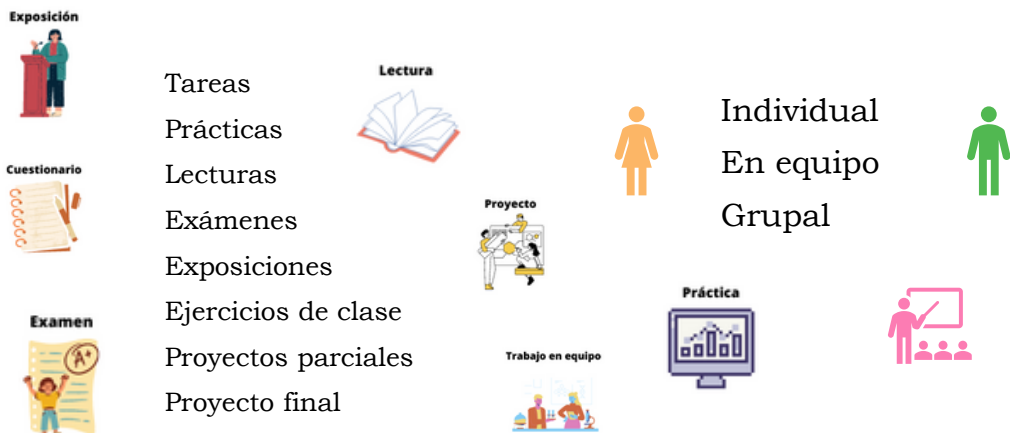 Exposición
Cuestionario
Examen
A+
Tareas
Prácticas
Lecturas
Exámenes
Exposiciones
Ejercicios de clase
Proyectos parciales
Proyecto final
Lectura
Proyecto
Trabajo en equipo
Práctica
Individual
En equipo
Grupal